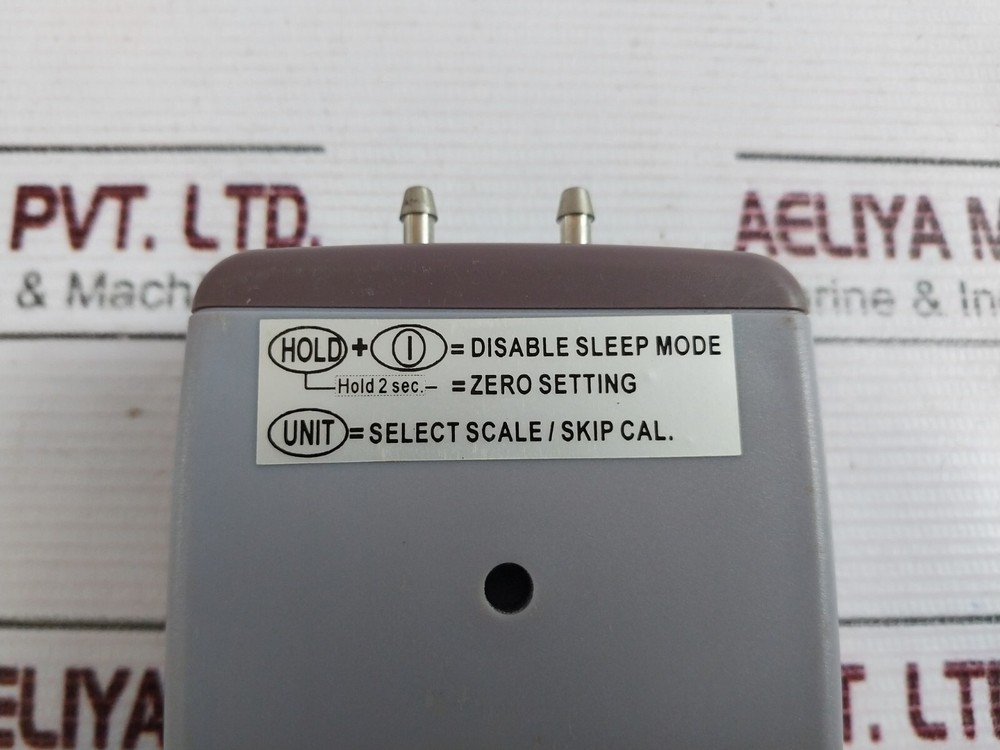 PVT. LTD.
AELIYA M
& Mach
rine & In
HOLD + I = DISABLE SLEEP MODE
Hold 2 sec. = ZERO SETTING
UNIT = SELECT SCALE / SKIP CAL.
ELIYA
T. LT